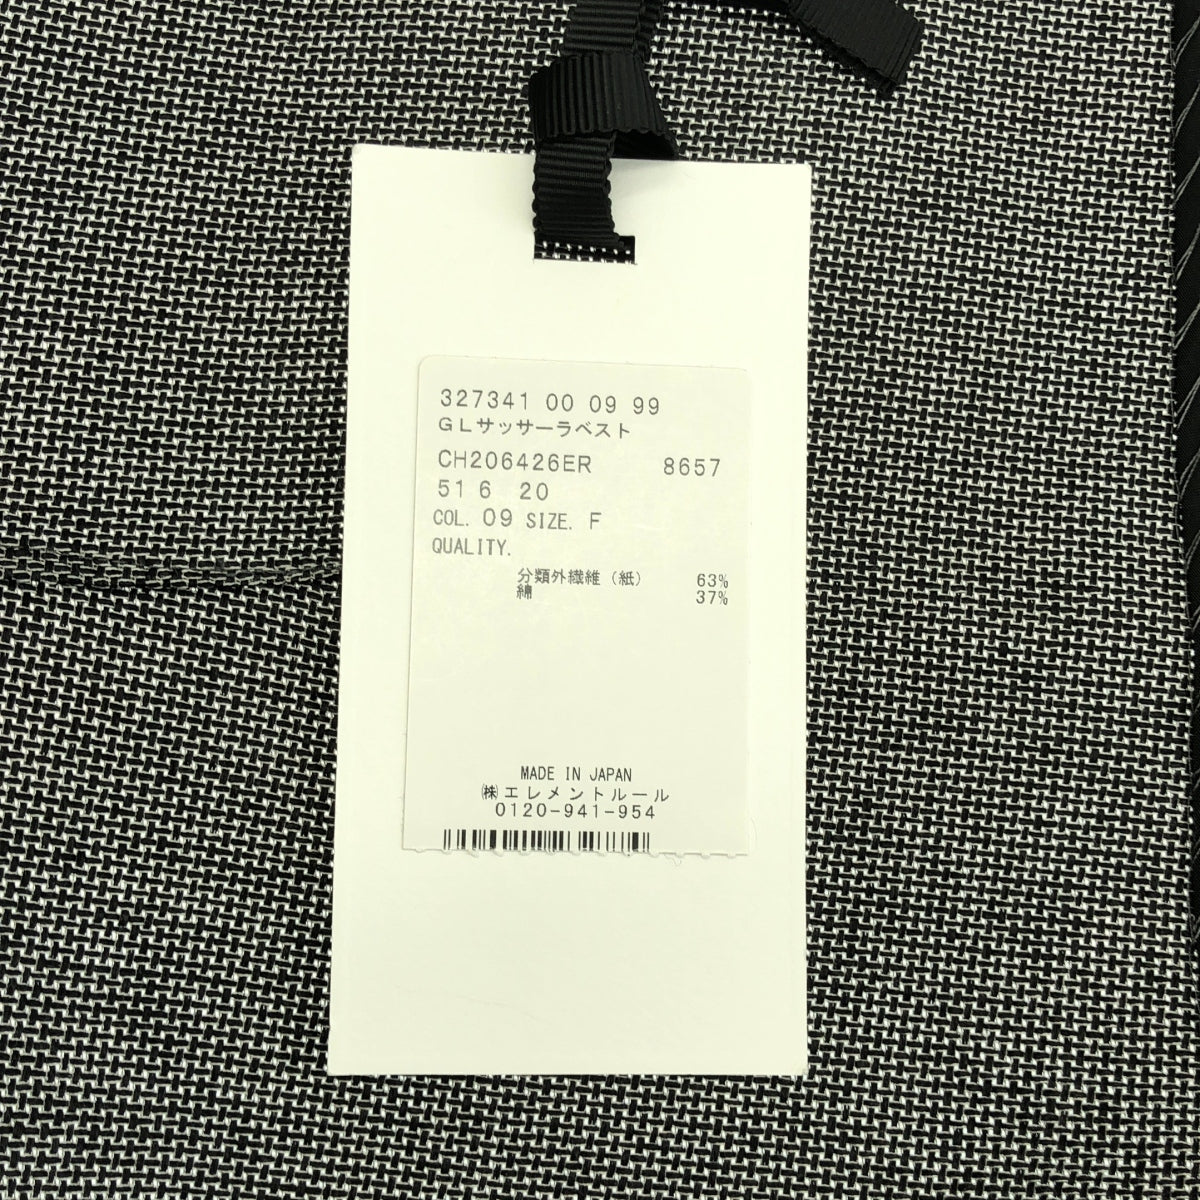 327341 00 09 99
GLサッサーラベスト
CH206426ER 8657
51 6 20
COL. 09 SIZE. F
QUALITY.
分類外繊維(紙) 63%
綿 37%
MADE IN JAPAN
㈱エレメントルール
0120-941-954